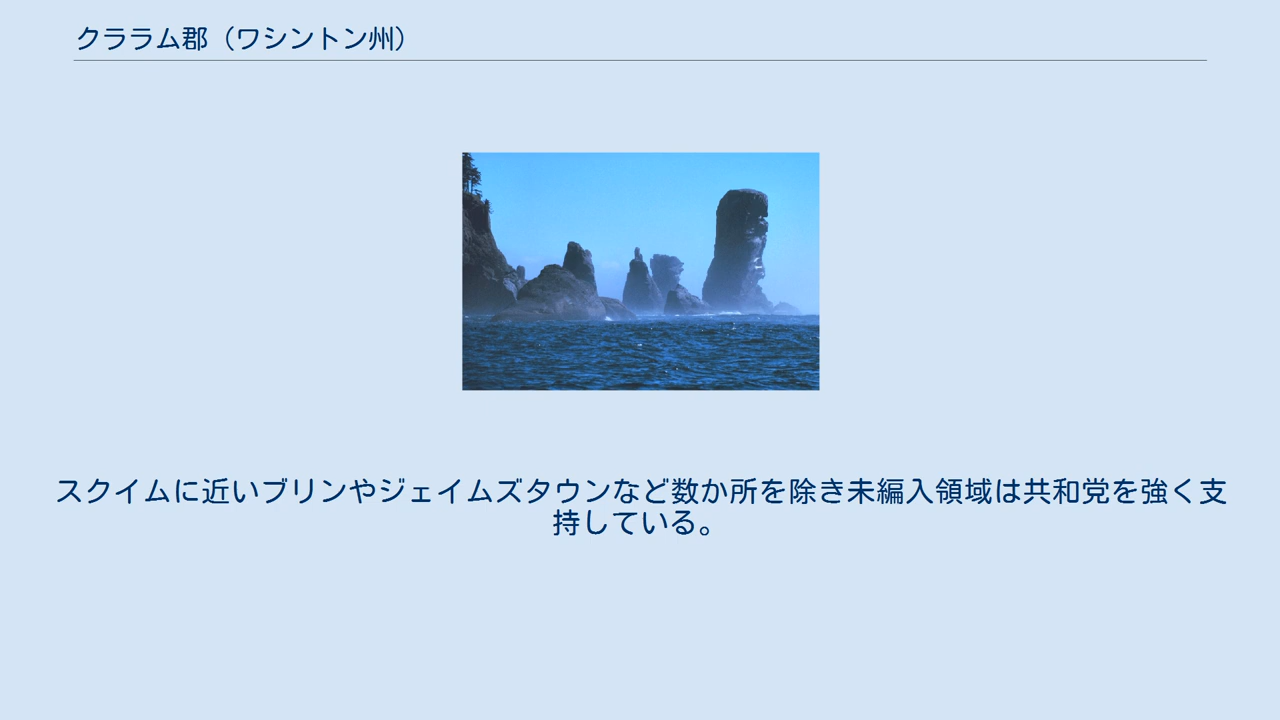 クララム郡（ワシントン州）
スクイムに近いブリンやジェイムズタウンなど数か所を除き未編入領域は共和党を強く支
持している。